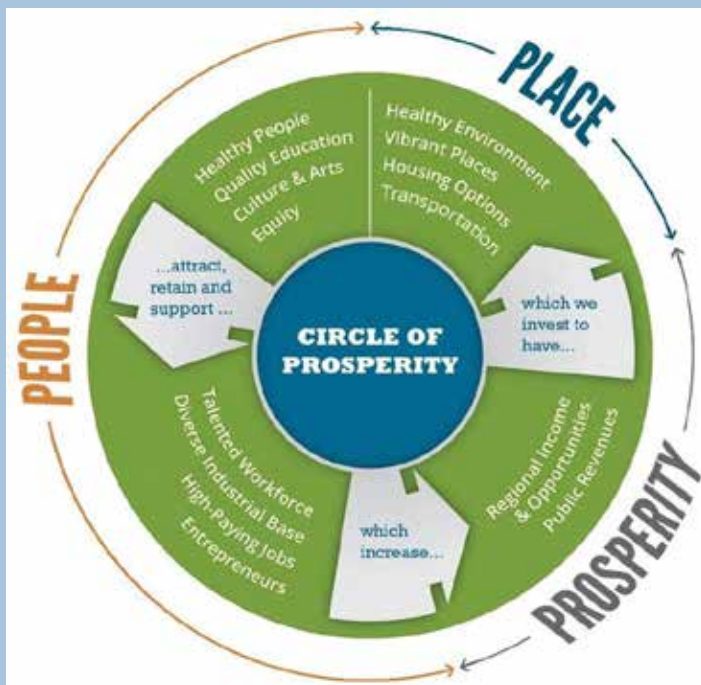 PLACE
PEOPLE
PROSPERITY
Healthy People
Quality Education
Culture & Arts
Equity
Healthy Environment
Vibrant Places
Housing Options
Transportation
...attract,
retain and
support ...
which we
invest to
have...
CIRCLE OF
PROSPERITY
Talented Workforce
Diverse Industrial Base
High-Paying Jobs
Entrepreneurs
which
increase...
Regional income
& Opportunities
Public Revenues